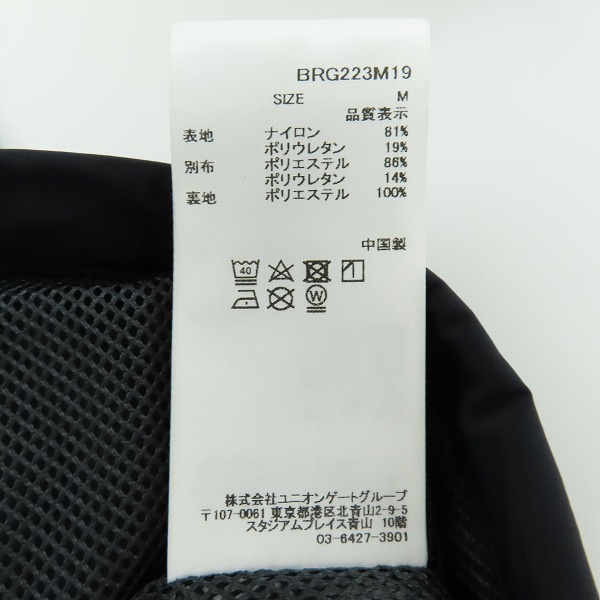 BRG223M19
SIZE M
品質表示
表地 ナイロン 81%
ポリウレタン 19%
別布 ポリエステル 86%
ポリウレタン 14%
裏地 ポリエステル 100%
中国製
40
W
株式会社ユニオンゲートグループ
〒107-0061 東京都港区北青山2-9-5
スタジアムプレイス青山 10階
03-6427-3901